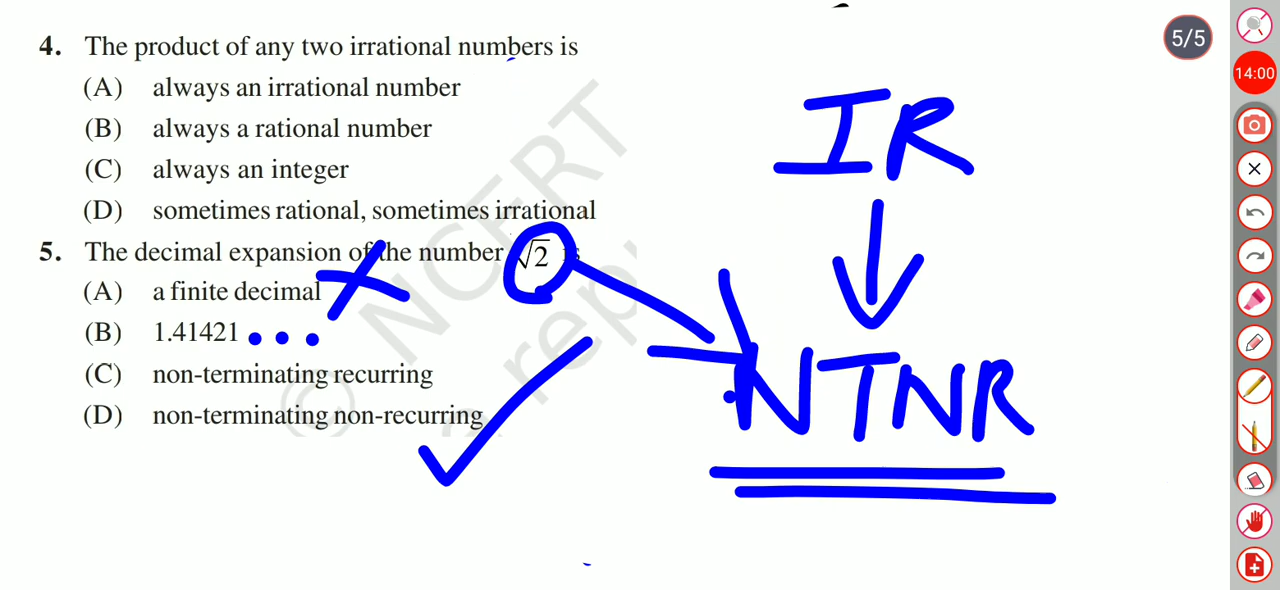 4. The product of any two irrational numbers is
(A) always an irrational number
(B) always a rational number
(C) always an integer
(D) sometimes rational, sometimes irrational
5. The decimal expansion of the number √2 is
(A) a finite decimal
(B) 1.41421...
(C) non-terminating recurring
(D) non-terminating non-recurring
IR
NTNR
© NCERT
5/5
14:00